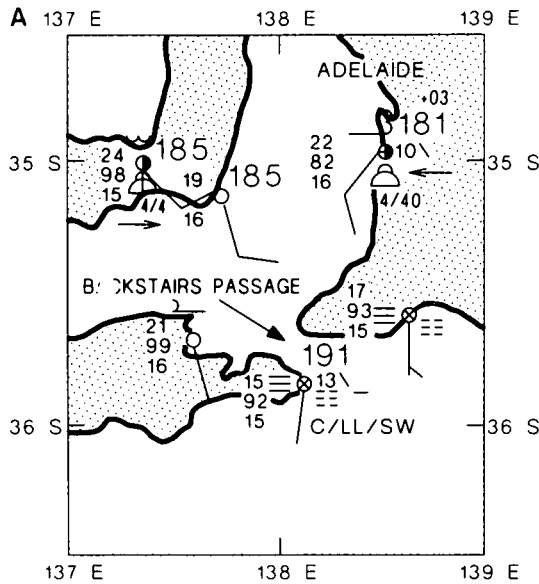 A
137 E
138 E
139 E
ADELAIDE
+03
181
22
82
16
10
4/40
35 S
35 S
24
98
15
185
4/4
19
16
185
BACKSTAIRS PASSAGE
17
93
15
21
99
16
191
15
13
92
15
C/LL/SW
36 S
36 S
137 E
138 E
139 E